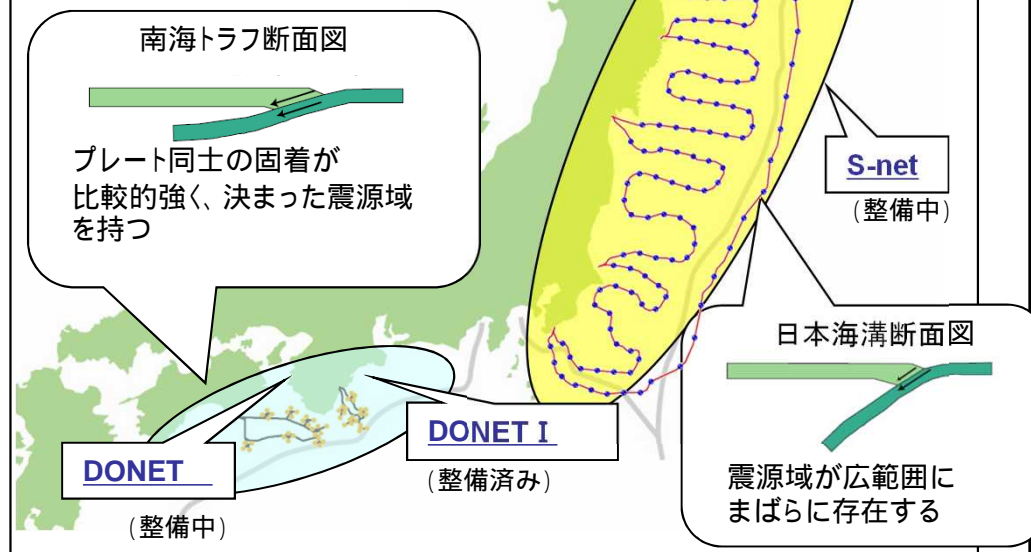 南海トラフ断面図
プレート同士の固着が
比較的強く、決まった震源域
を持つ
S-net
(整備中)
日本海溝断面図
震源域が広範囲に
まばらに存在する
DONET I
(整備済み)
DONET
(整備中)